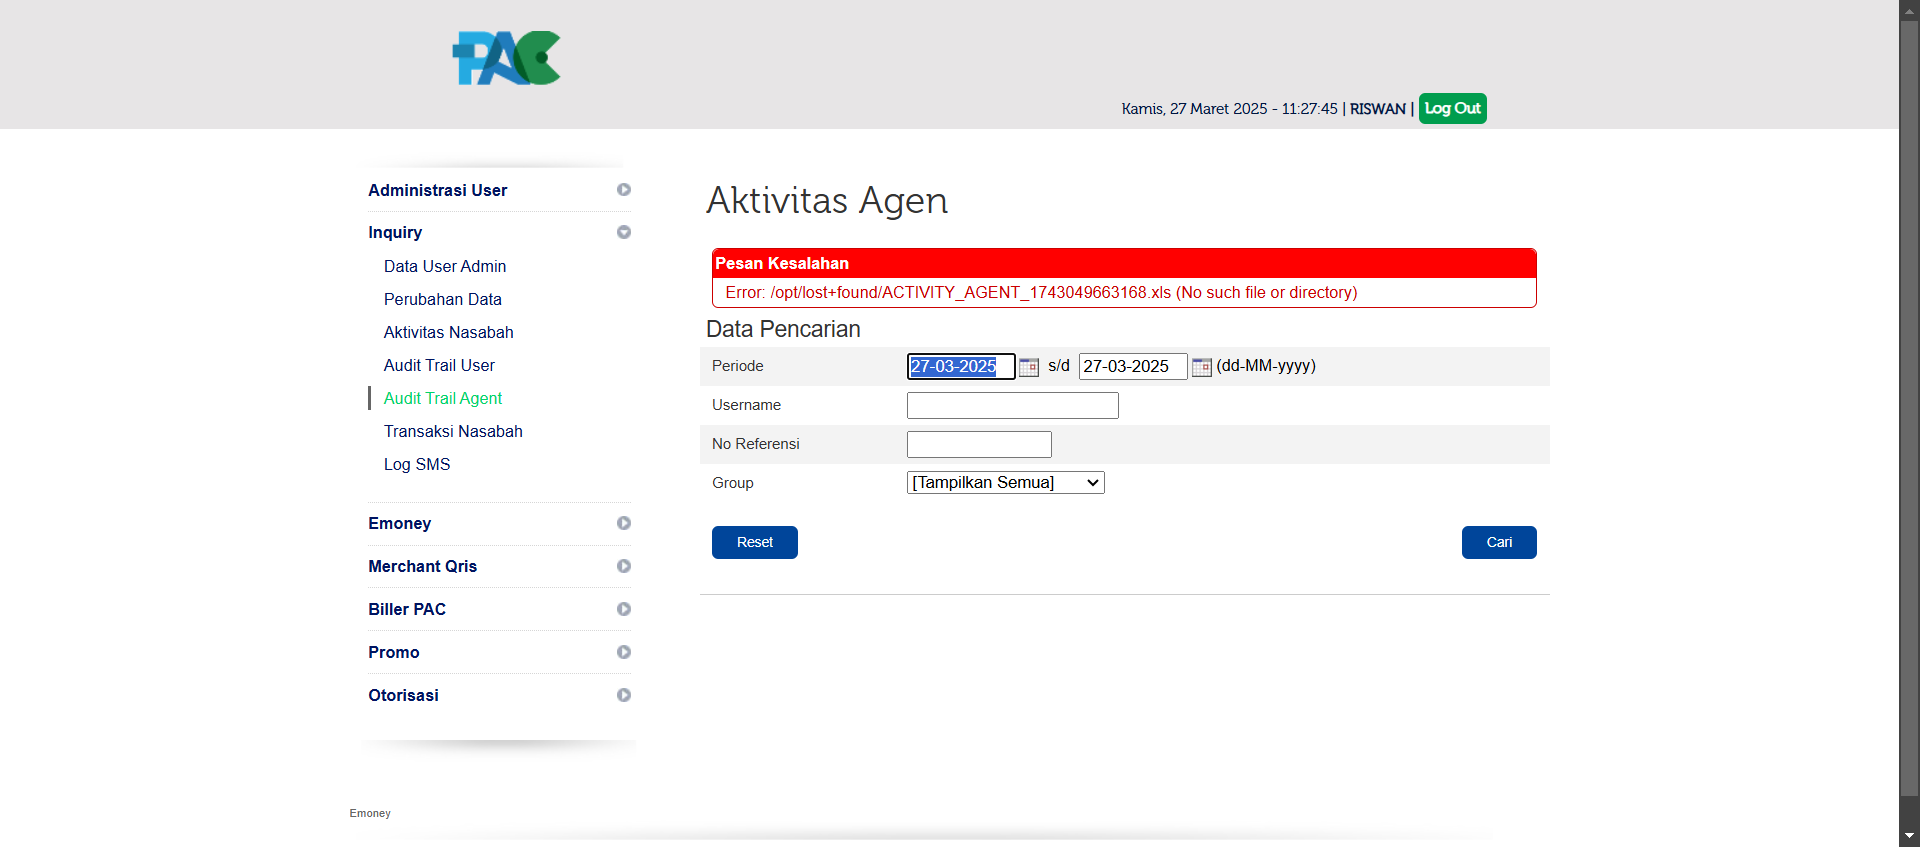 PAC
Kamis, 27 Maret 2025 - 11:27:45 | RISWAN | Log Out
Administrasi User
Inquiry
Data User Admin
Perubahan Data
Aktivitas Nasabah
Audit Trail User
Audit Trail Agent
Transaksi Nasabah
Log SMS
Emoney
Merchant Qris
Biller PAC
Promo
Otorisasi
Aktivitas Agen
Pesan Kesalahan
Error: /opt/lost+found/ACTIVITY_AGENT_1743049663168.xls (No such file or directory)
Data Pencarian
Periode 27-03-2025 s/d 27-03-2025 (dd-MM-yyyy)
Username
No Referensi
Group [Tampilkan Semua]
Reset Cari
Emoney